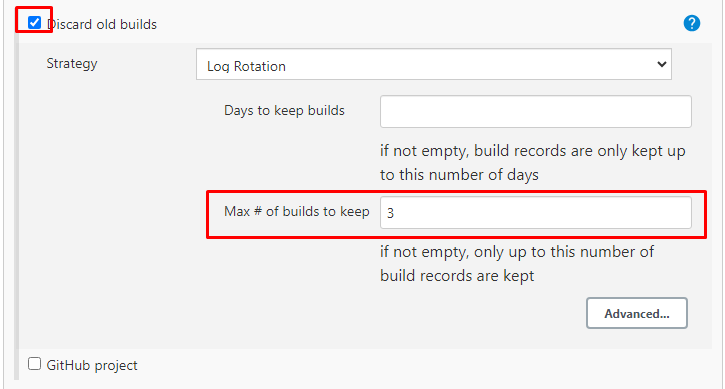 Discard old builds
?
Strategy
Log Rotation
Days to keep builds
if not empty, build records are only kept up
to this number of days
Max # of builds to keep
3
if not empty, only up to this number of
build records are kept
Advanced...
GitHub project